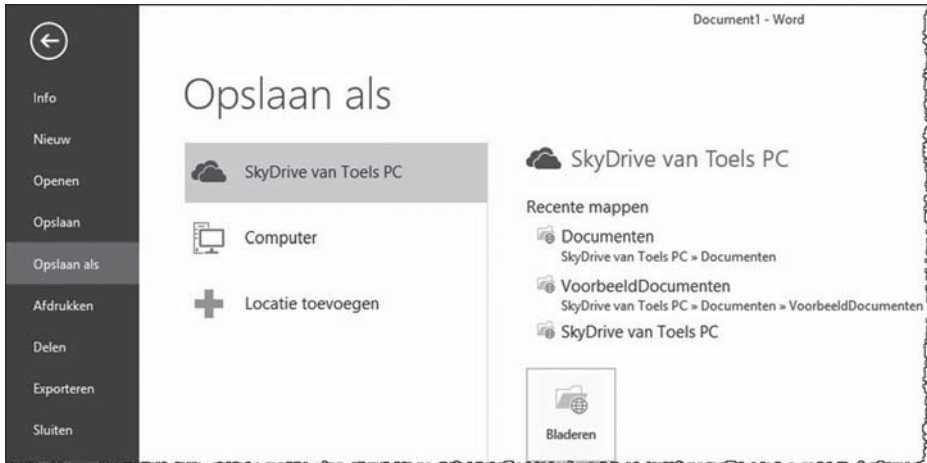 Document1 - Word
Info
Nieuw
Openen
Opslaan
Opslaan als
Afdrukken
Delen
Exporteren
Sluiten
Opslaan als
SkyDrive van Toels PC
Computer
Locatie toevoegen
SkyDrive van Toels PC
Recente mappen
Documenten
SkyDrive van Toels PC » Documenten
VoorbeeldDocumenten
SkyDrive van Toels PC » Documenten » VoorbeeldDocumenten
SkyDrive van Toels PC
Bladeren